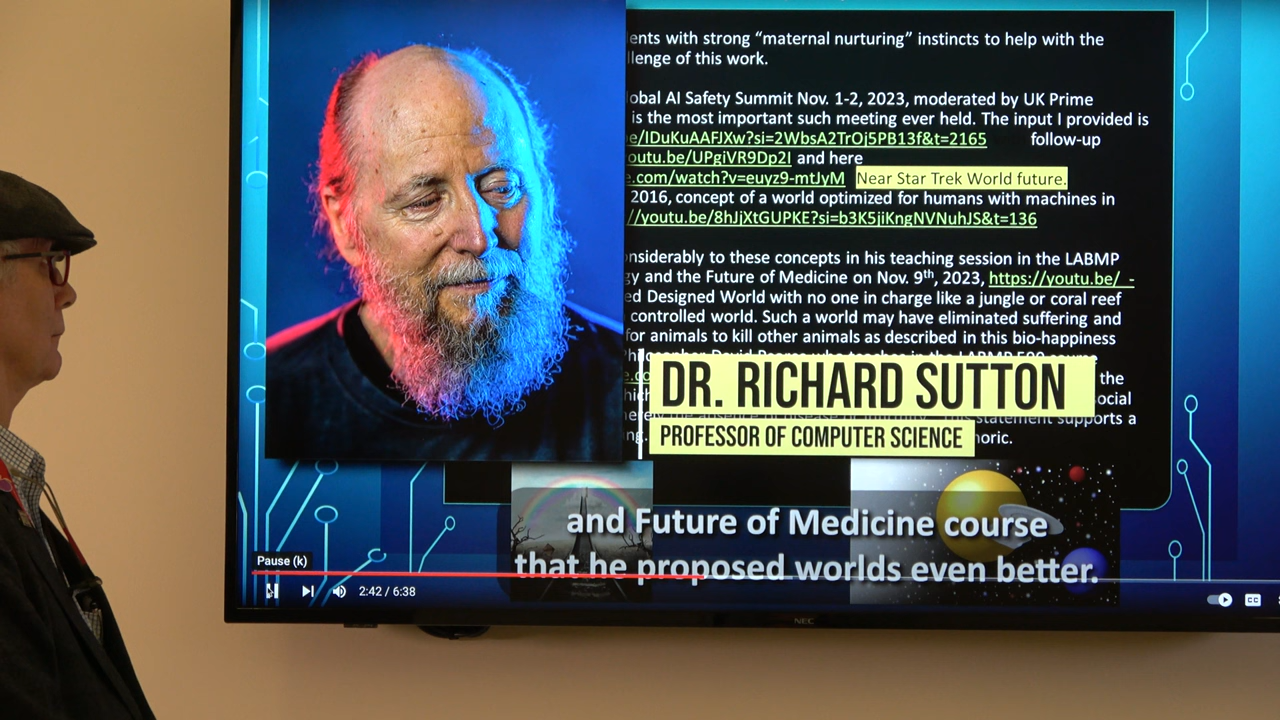 ents with strong “maternal nurturing” instincts to help with the
llenge of this work.
lobal AI Safety Summit Nov. 1-2, 2023, moderated by UK Prime
is the most important such meeting ever held. The input I provided is
e/IDuKuAAFJXw?si=2WbsA2TrOj5PB13f&t=2165 follow-up
outu.be/UPgiVR9Dp2I and here
e.com/watch?v=euyz9-mtJyM Near Star Trek World future.
2016, concept of a world optimized for humans with machines in
//youtu.be/8hJjXtGUPKE?si=b3K5jiKngNVNuhJS&t=136
onsiderably to these concepts in his teaching session in the LABMP
gy and the Future of Medicine on Nov. 9th, 2023, https://youtu.be/_-
ed Designed World with no one in charge like a jungle or coral reef
controlled world. Such a world may have eliminated suffering and
for animals to kill other animals as described in this bio-happiness
the
DR. RICHARD SUTTON
ocial
statement supports a
PROFESSOR OF COMPUTER SCIENCE
horic.
and Future of Medicine course
that he proposed worlds even better.
Pause (k)
2:42 / 6:38
CC
NEC